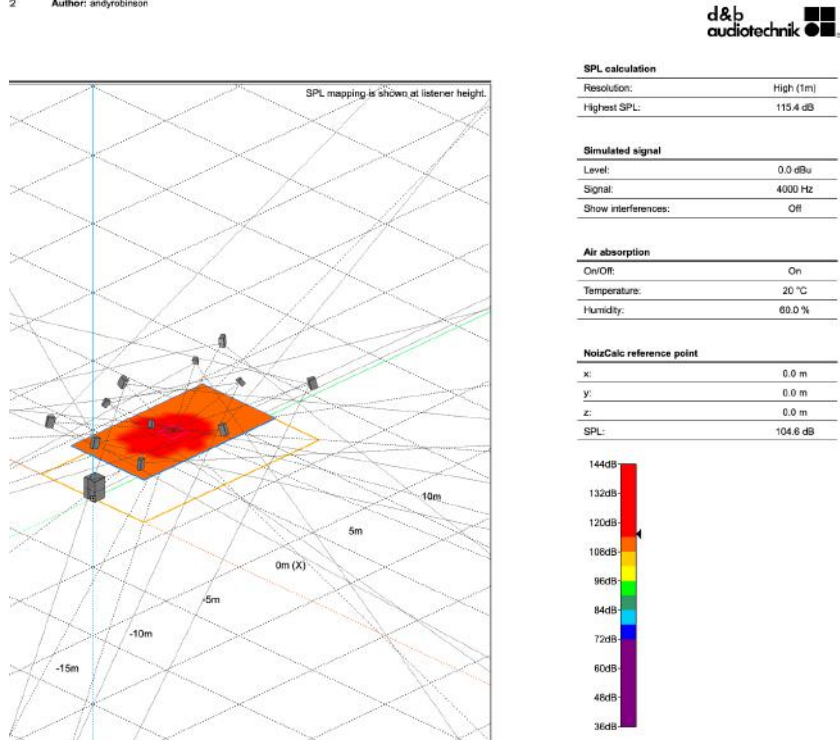 2 Author: andyrobinson
d&b
audiotechnik
SPL mapping is shown at listener height.
10m
5m
0m (X)
-5m
-10m
-15m
SPL calculation
Resolution: High (1m)
Highest SPL: 115.4 dB
Simulated signal
Level: 0.0 dBu
Signal: 4000 Hz
Show interferences: Off
Air absorption
On/Off: On
Temperature: 20 °C
Humidity: 60.0 %
NoizCalc reference point
x: 0.0 m
y: 0.0 m
z: 0.0 m
SPL: 104.6 dB
144dB
132dB
120dB
108dB
96dB
84dB
72dB
60dB
48dB
36dB